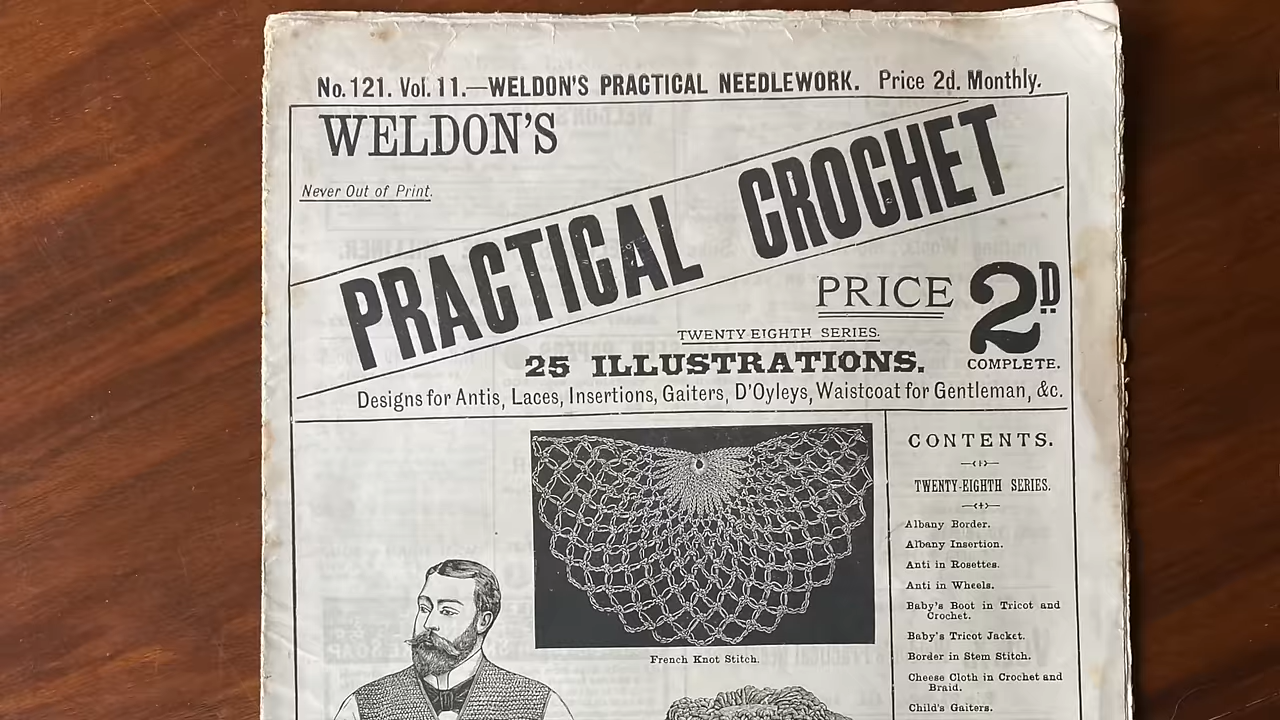 No. 121. Vol. 11.—WELDON'S PRACTICAL NEEDLEWORK. Price 2d. Monthly.
WELDON'S
Never Out of Print.
PRACTICAL CROCHET
PRICE 2D
COMPLETE.
TWENTY EIGHTH SERIES.
25 ILLUSTRATIONS.
Designs for Antis, Laces, Insertions, Gaiters, D'Oyleys, Waistcoat for Gentleman, &c.
French Knot Stitch.
CONTENTS.
TWENTY-EIGHTH SERIES.
Albany Border.
Albany Insertion.
Anti in Rosettes.
Anti in Wheels.
Baby's Boot in Tricot and
Crochet.
Baby's Tricot Jacket.
Border in Stem Stitch.
Cheese Cloth in Crochet and
Braid.
Child's Gaiters.